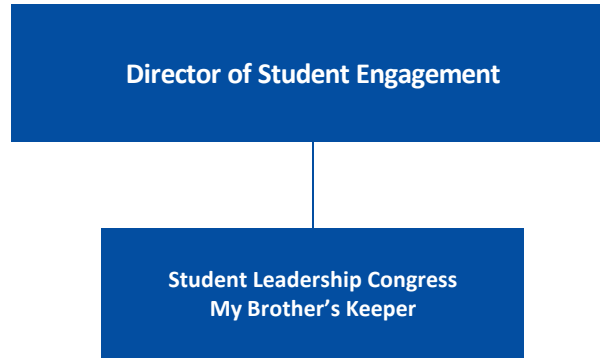 Director of Student Engagement
Student Leadership Congress
My Brother’s Keeper